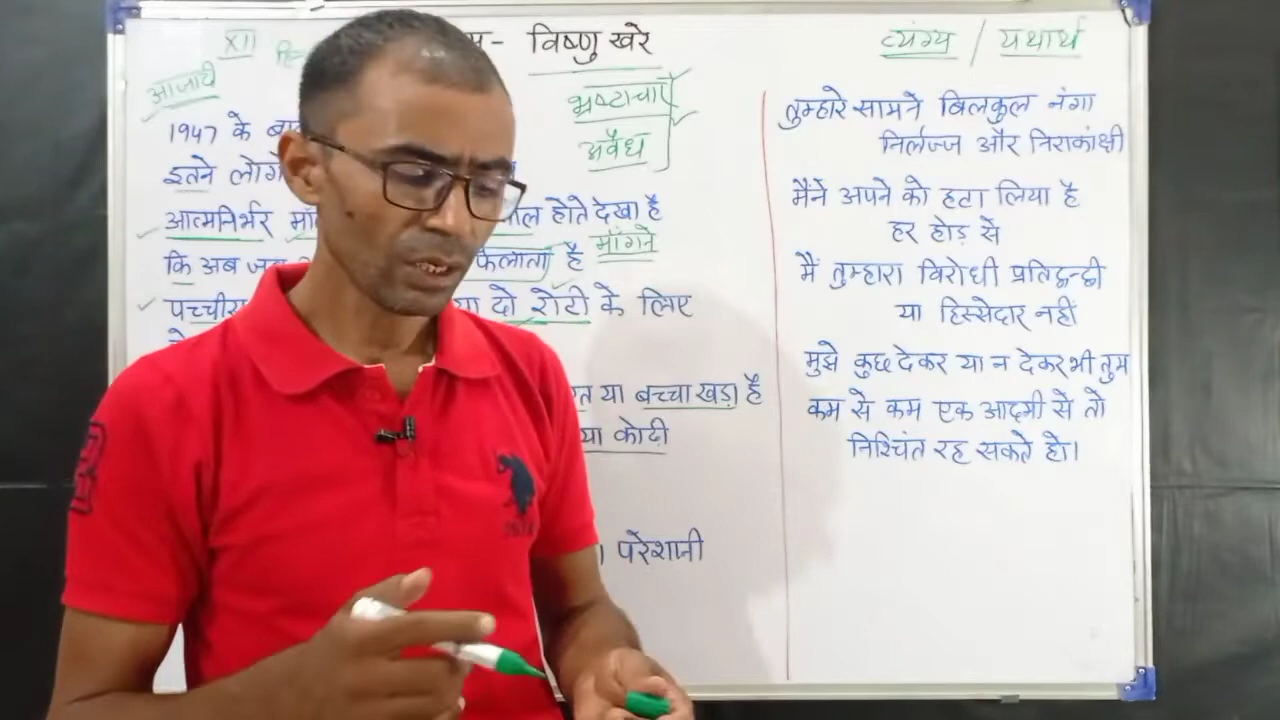 XII
विष्णु खरे
व्यंग्य / यथार्थ
आजादी
भ्रष्टाचार
अवैध
1947 के
इतने
आत्मनिर्भर होते देखा है
मॉंगने
कि अब जब फैलाता है
दो रोटी के लिए
या बच्चा खड़ा है
या कोढ़ी
परेशानी
तुम्हारे सामने बिलकुल नंगा
निर्लज्ज और निराकांक्षी
मैंने अपने को हटा लिया है
हर होड़ से
मैं तुम्हारा विरोधी प्रतिद्वन्द्वी
या हिस्सेदार नहीं
मुझे कुछ देकर या न देकर भी तुम
कम से कम एक आदमी से तो
निश्चिंत रह सकते हो।